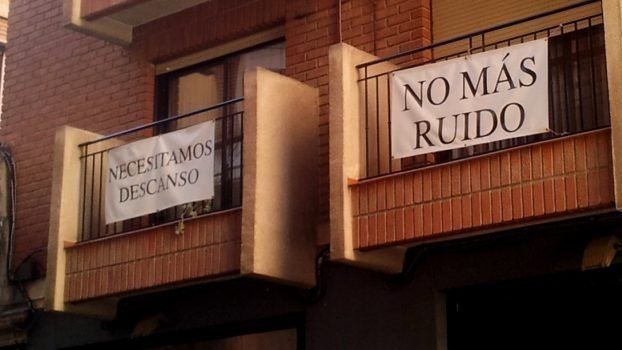 NECESITAMOS
DESCANSO
NO MÁS
RUIDO